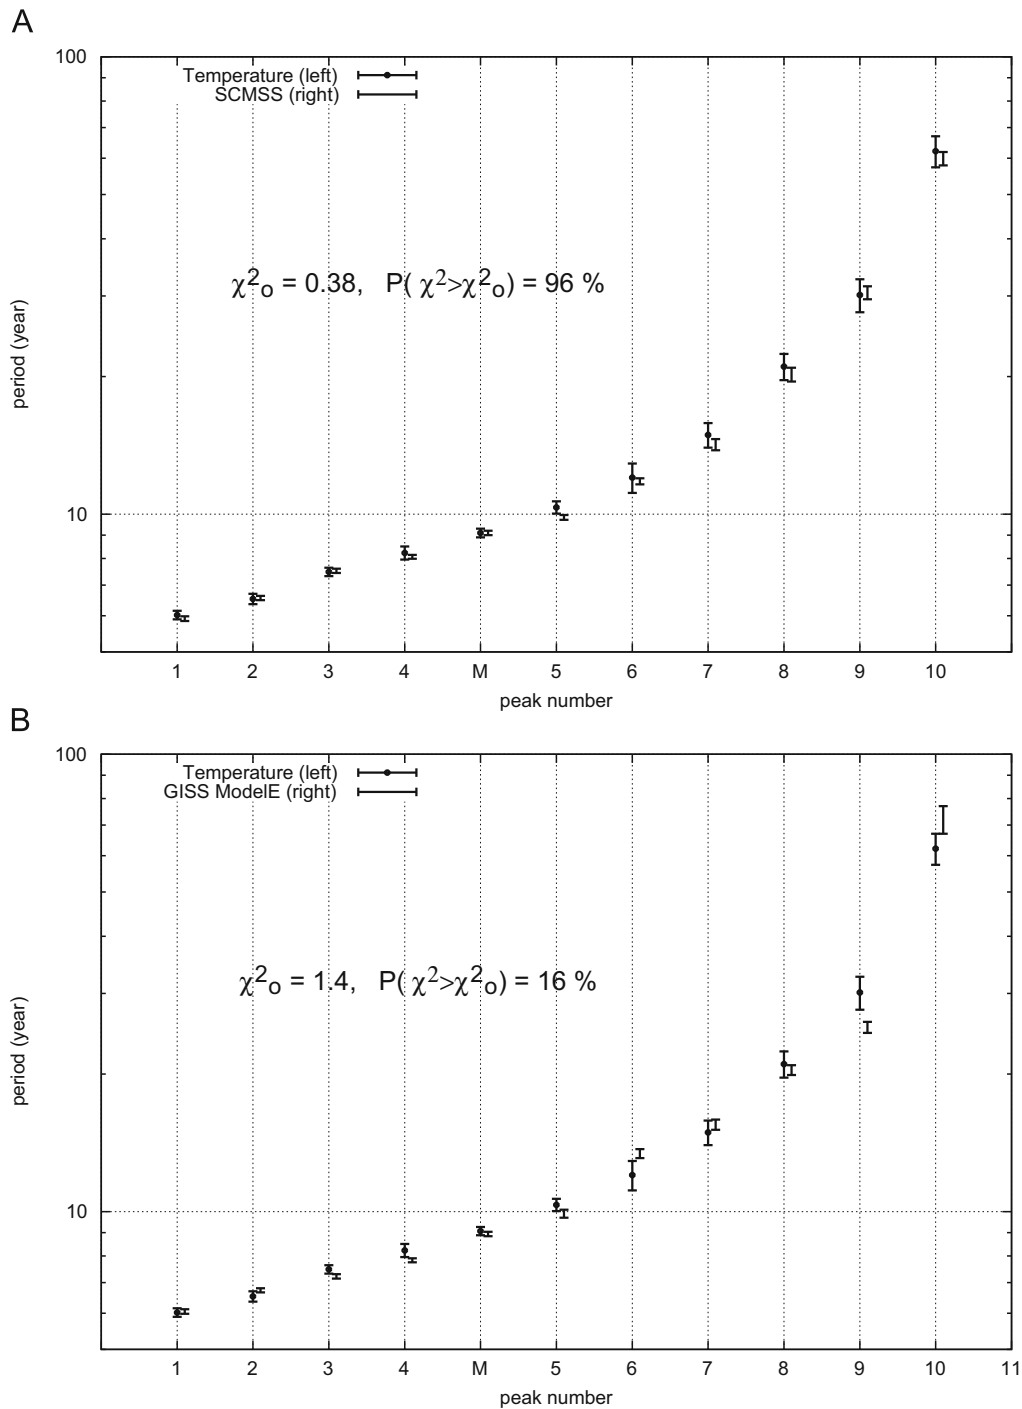 A
100
Temperature (left)
SCMSS (right)
χ²o = 0.38, P( χ²>χ²o) = 96 %
period (year)
10
1 2 3 4 M 5 6 7 8 9 10
peak number
B
100
Temperature (left)
GISS ModelE (right)
χ²o = 1.4, P( χ²>χ²o) = 16 %
period (year)
10
1 2 3 4 M 5 6 7 8 9 10 11
peak number